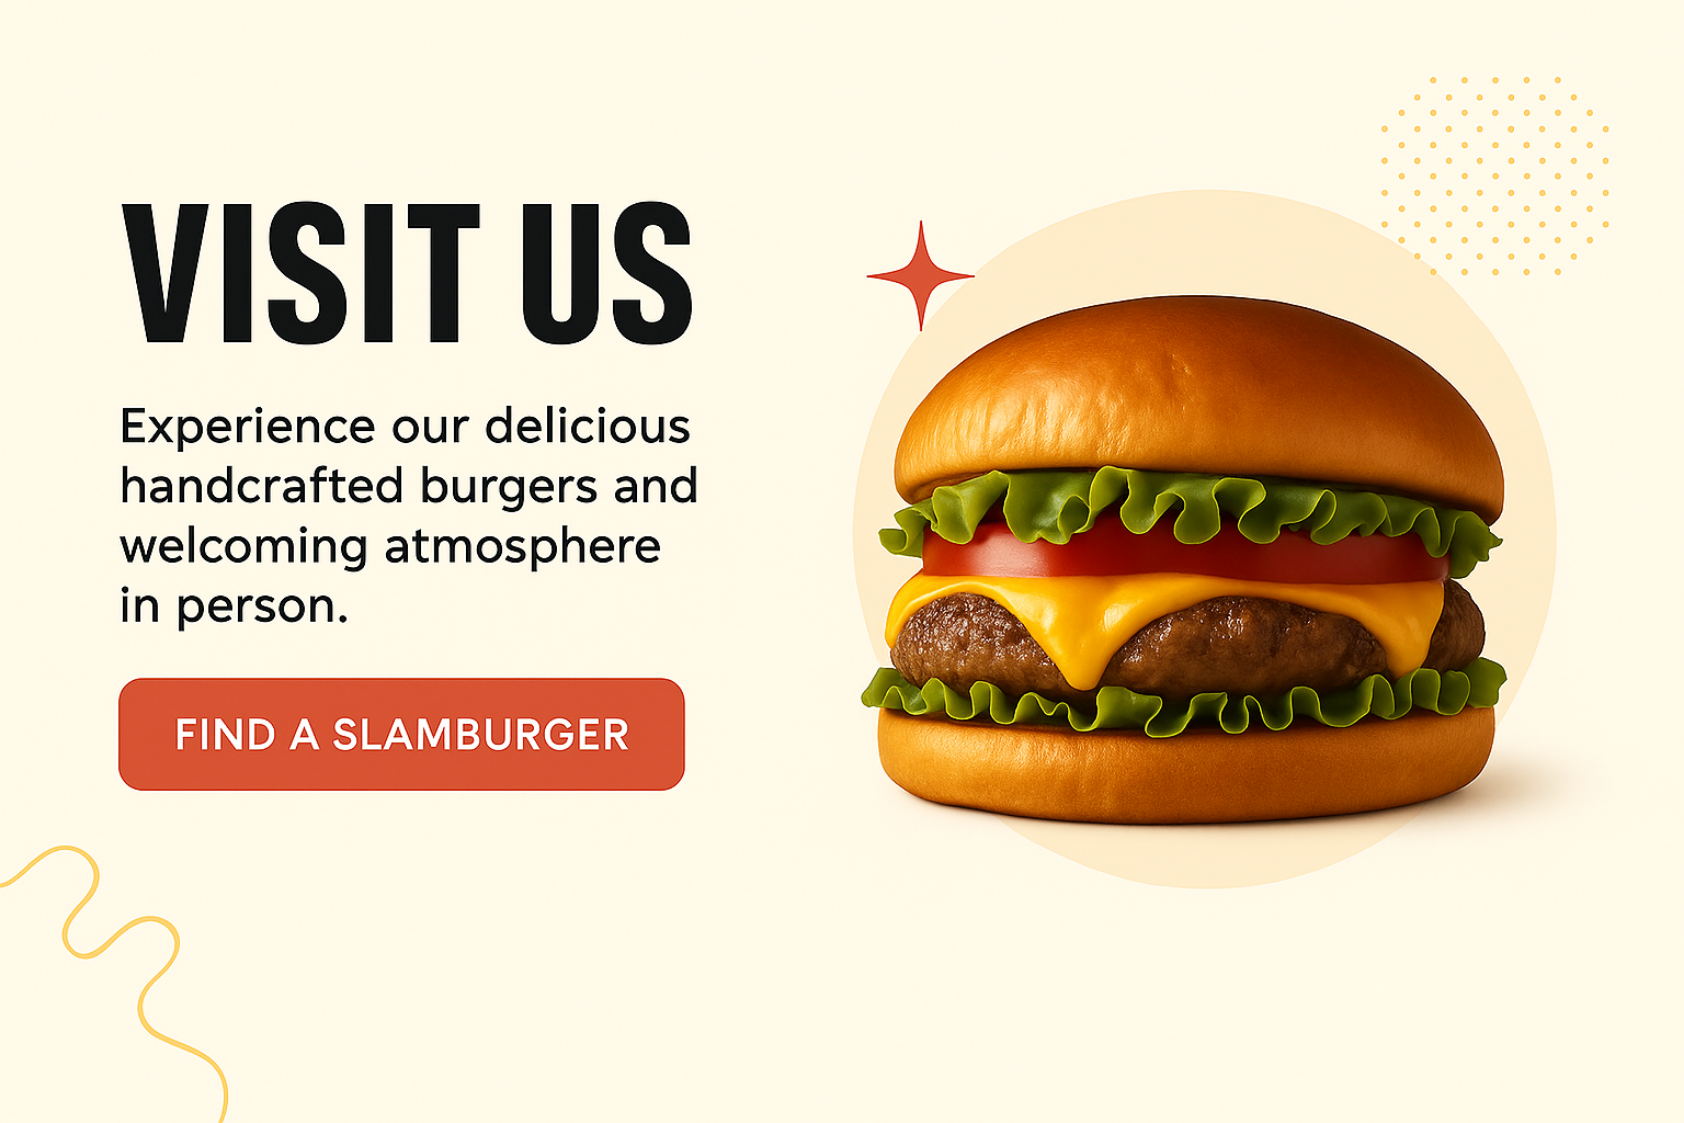 VISIT US
Experience our delicious
handcrafted burgers and
welcoming atmosphere
in person.
FIND A SLAMBURGER